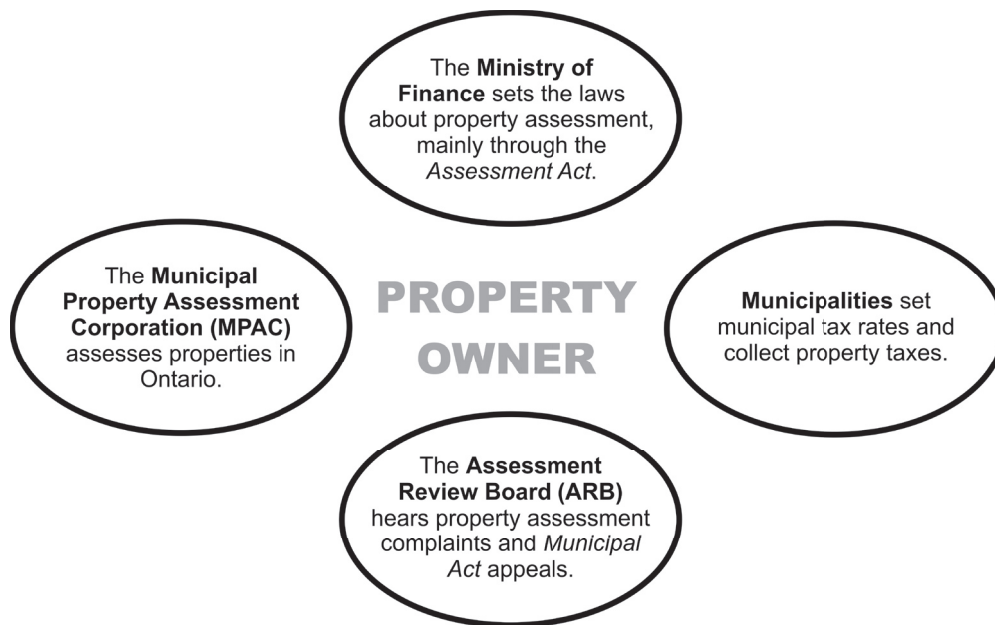 The Ministry of
Finance sets the laws
about property assessment,
mainly through the
Assessment Act.
The Municipal
Property Assessment
Corporation (MPAC)
assesses properties in
Ontario.
PROPERTY
OWNER
Municipalities set
municipal tax rates and
collect property taxes.
The Assessment
Review Board (ARB)
hears property assessment
complaints and Municipal
Act appeals.